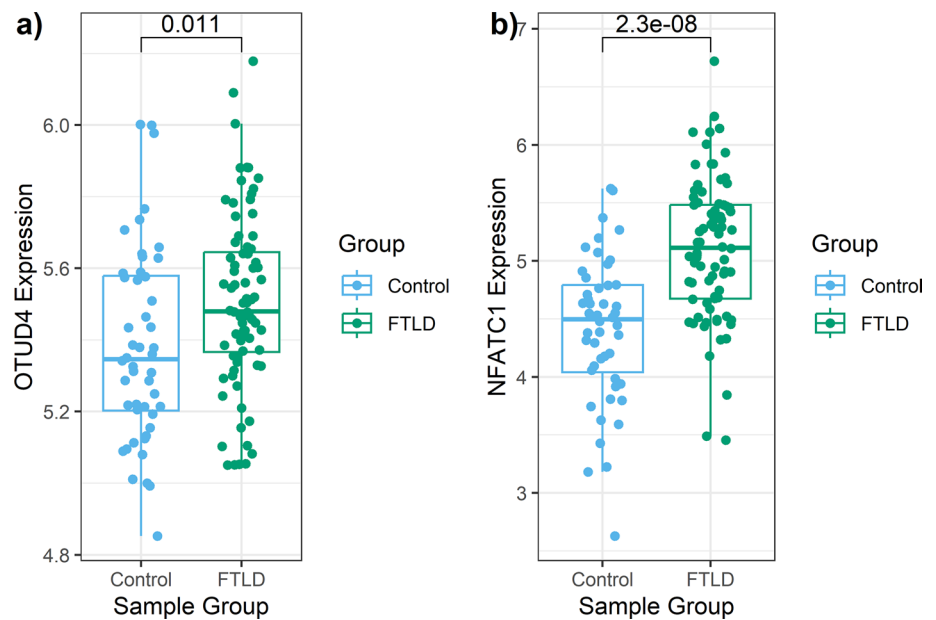 a)
0.011
OTUD4 Expression
6.0
5.6
5.2
4.8
Control
FTLD
Sample Group
Group
Control
FTLD
b)
2.3e-08
NFATC1 Expression
7
6
5
4
3
Control
FTLD
Sample Group
Group
Control
FTLD